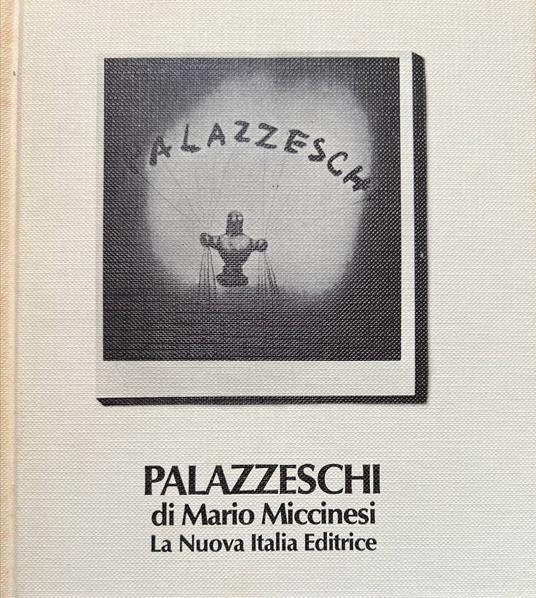 PALAZZESCHI
PALAZZESCHI
di Mario Miccinesi
La Nuova Italia Editrice